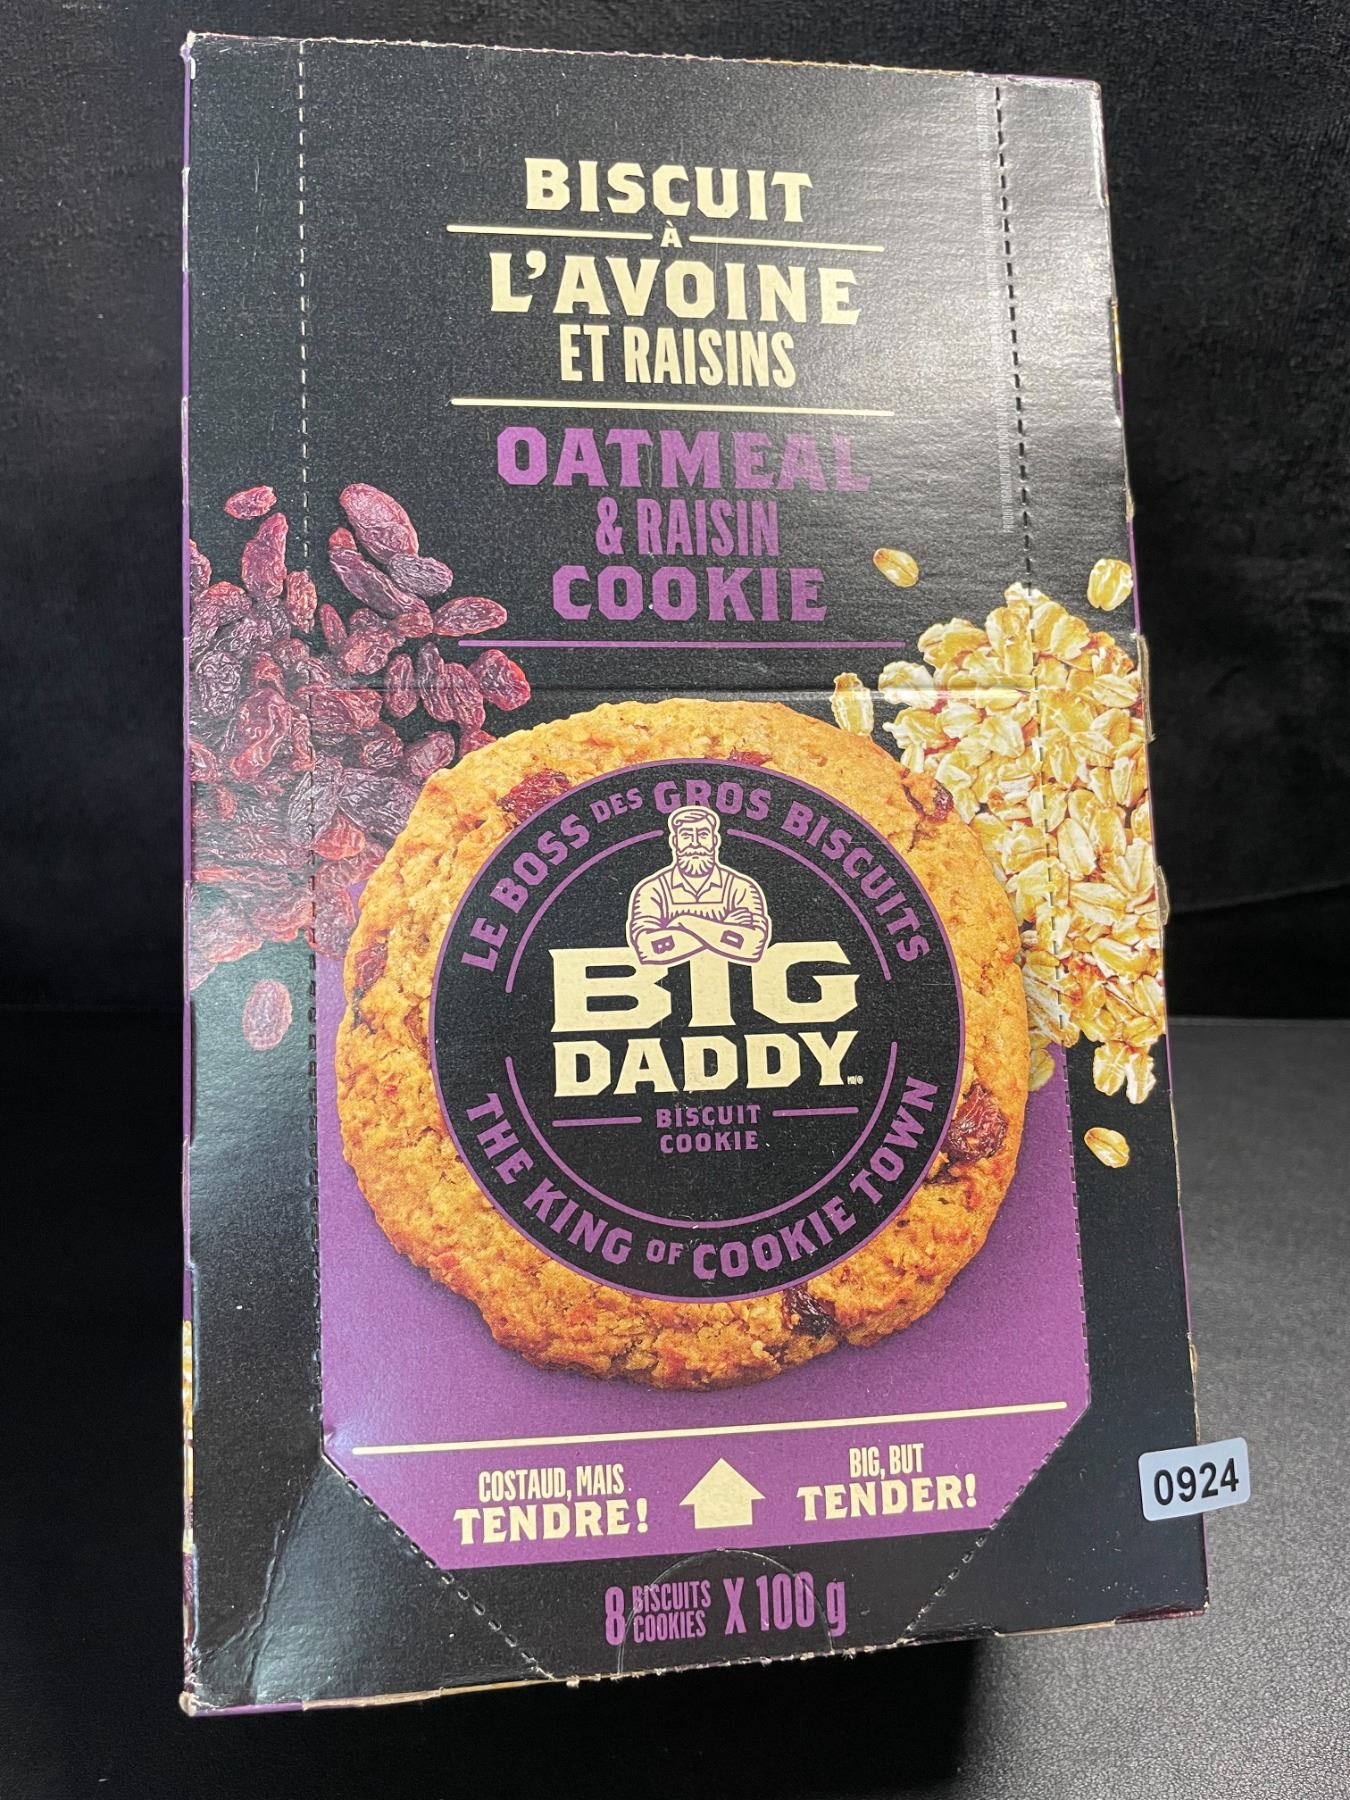 BISCUIT
À
L'AVOINE
ET RAISINS
OATMEAL
& RAISIN
COOKIE
LE BOSS DES GROS BISCUITS
B D
BIG
DADDY
BISCUIT
COOKIE
THE KING OF COOKIE TOWN
COSTAUD, MAIS
TENDRE!
BIG, BUT
TENDER!
0924
8 BISCUITS COOKIES X 100 g